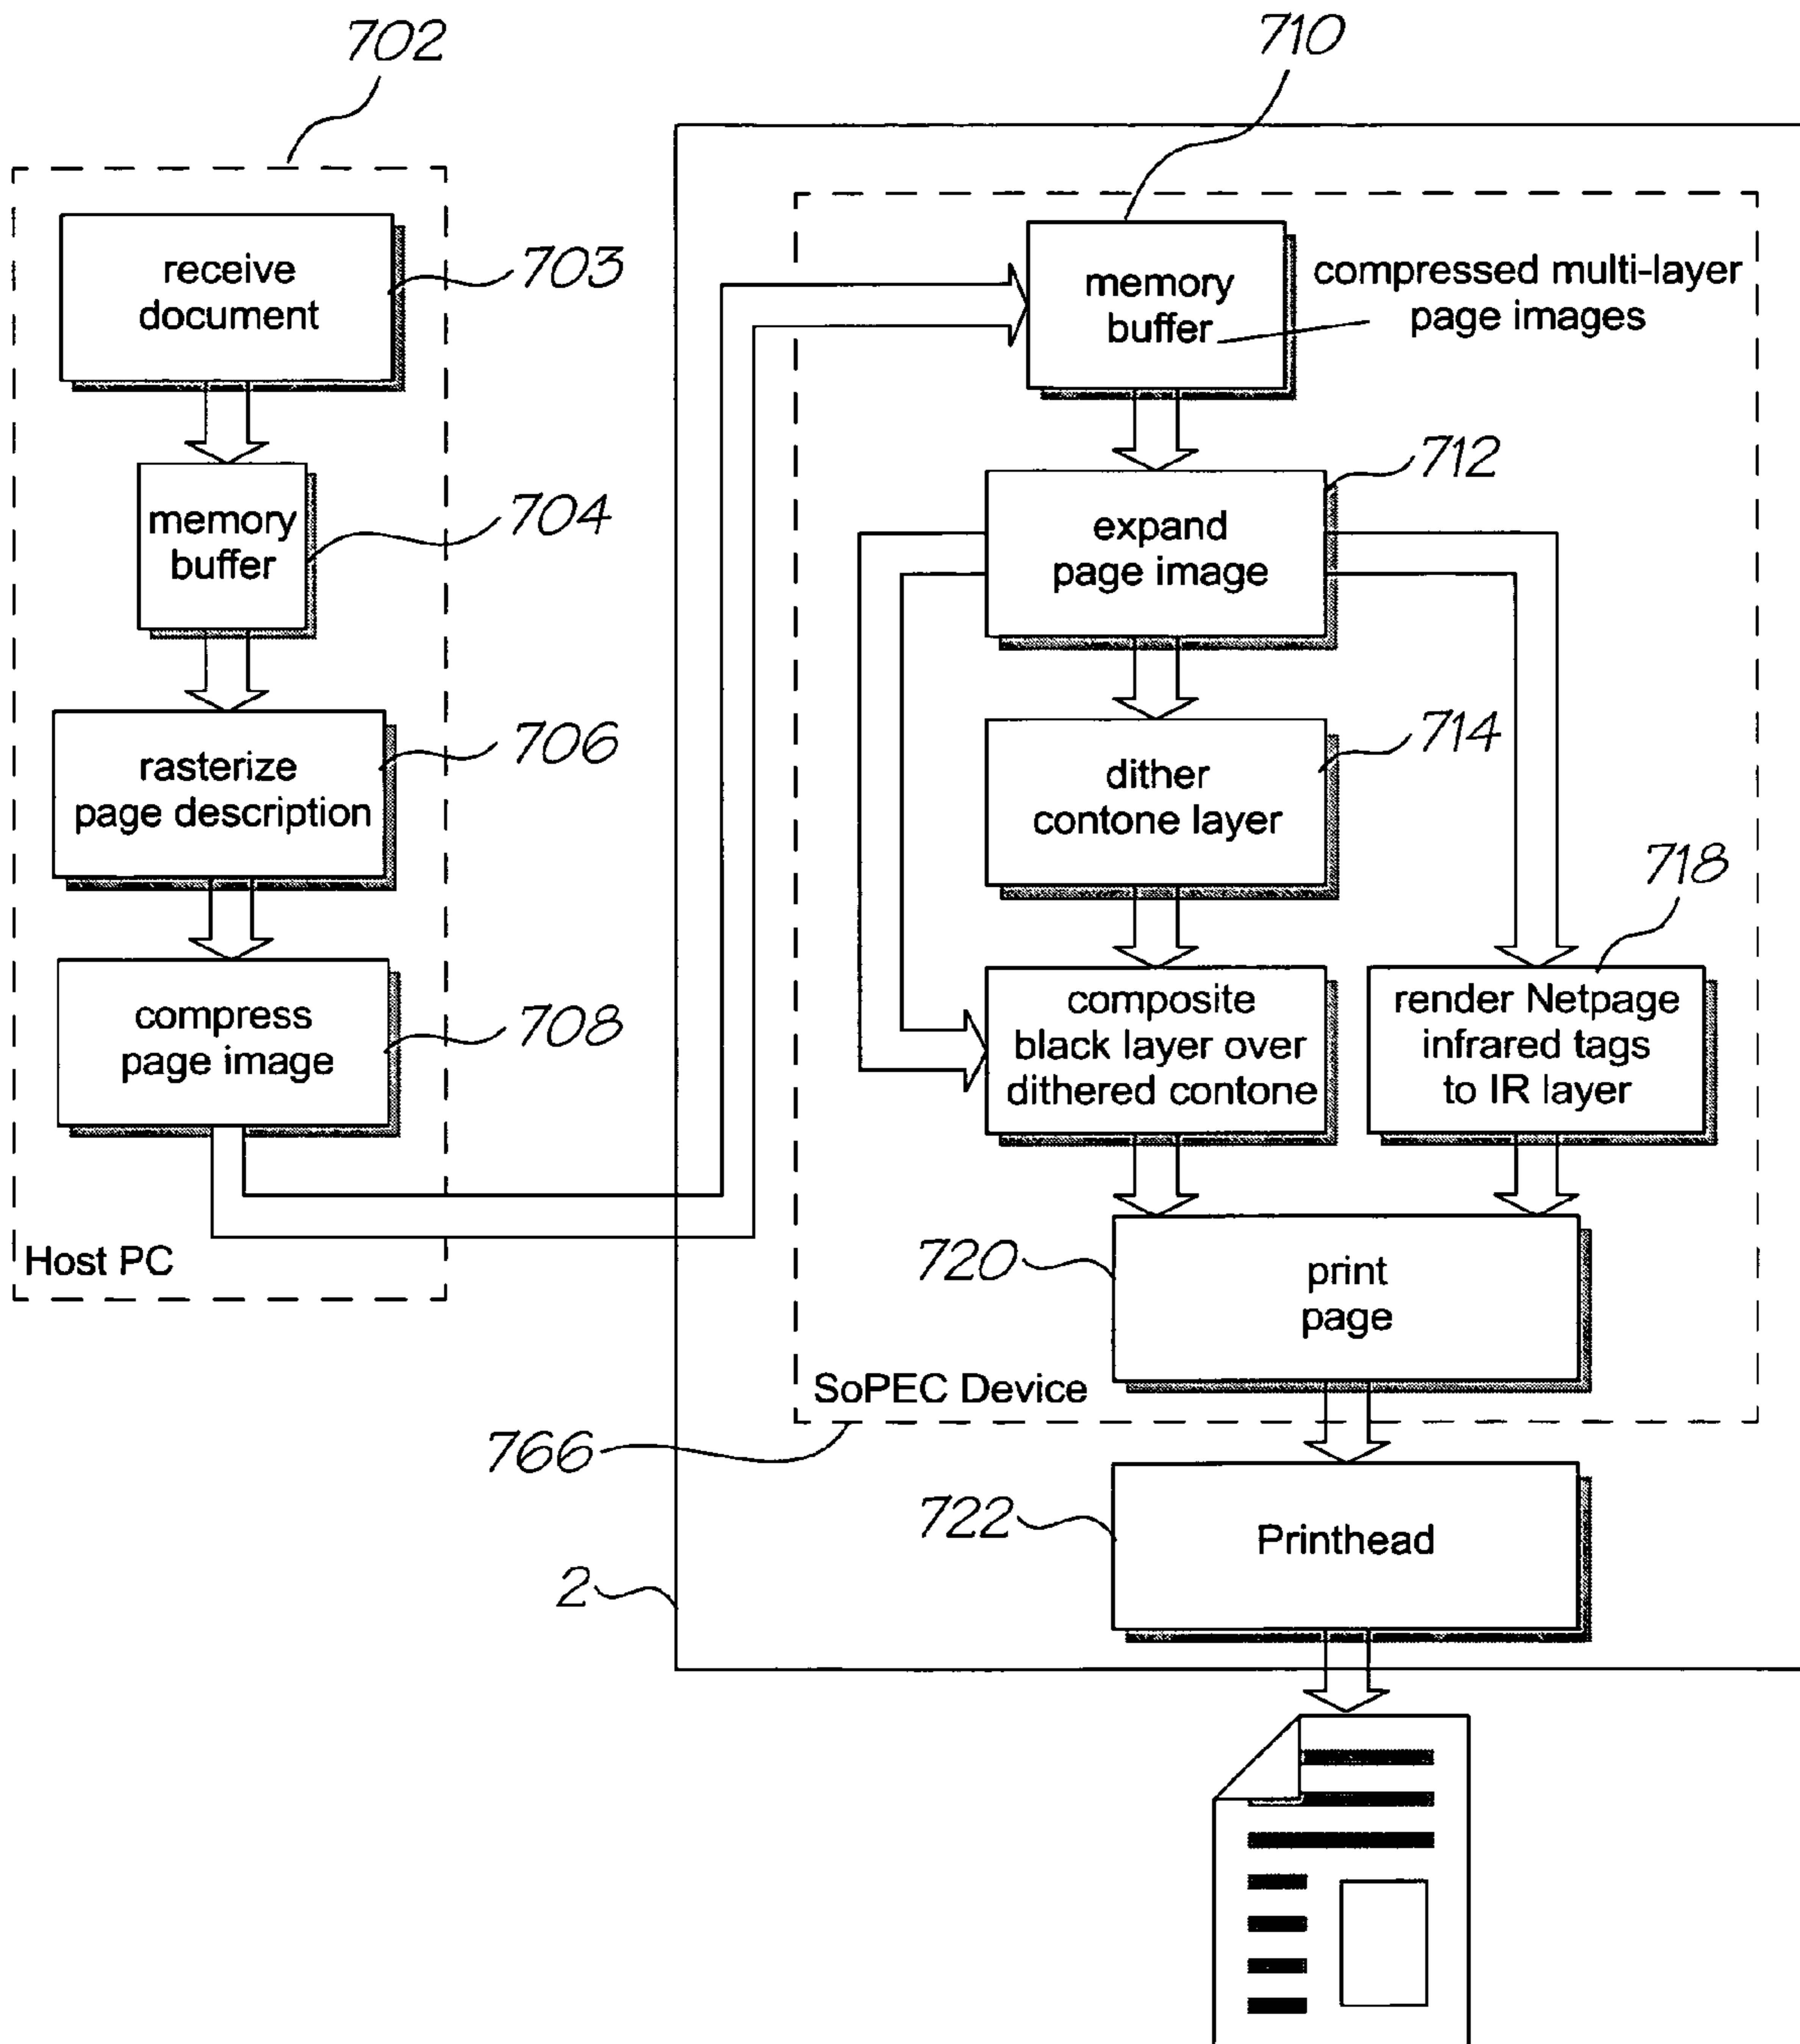 702
710
receive
document
703
memory
buffer
compressed multi-layer
page images
memory
buffer
704
expand
page image
712
rasterize
page description
706
dither
contone layer
714
718
compress
page image
708
composite
black layer over
dithered contone
render Netpage
infrared tags
to IR layer
Host PC
720
print
page
SoPEC Device
766
722
Printhead
2